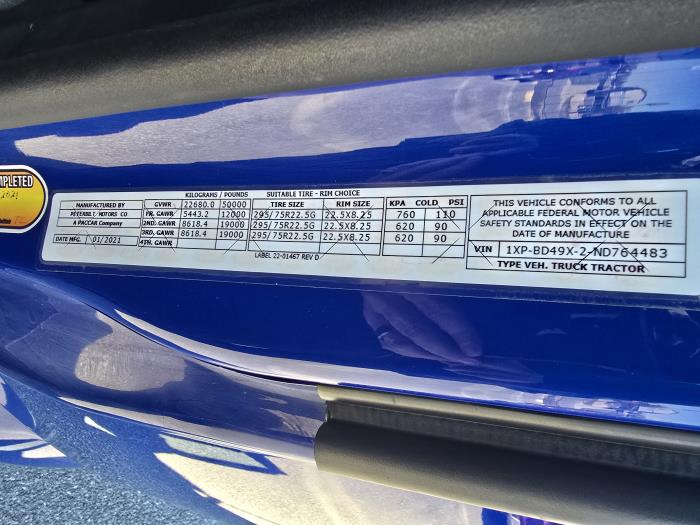 MPLETED
2021
KILOGRAMS / POUNDS SUITABLE TIRE - RIM CHOICE
MANUFACTURED BY GVWR 22680.0 50000 TIRE SIZE RIM SIZE KPA COLD PSI
PETERBILT MOTORS CO FR. GAWR 5443.2 12000 295/75R22.5G 22.5X8.25 760 110
A PACCAR Company 2ND. GAWR 8618.4 19000 295/75R22.5G 22.5X8.25 620 90
3RD. GAWR 8618.4 19000 295/75R22.5G 22.5X8.25 620 90
DATE MFG. 01/2021 4TH. GAWR
LABEL 22-01467 REV D
THIS VEHICLE CONFORMS TO ALL
APPLICABLE FEDERAL MOTOR VEHICLE
SAFETY STANDARDS IN EFFECT ON THE
DATE OF MANUFACTURE
VIN 1XP-BD49X-2-ND764483
TYPE VEH. TRUCK TRACTOR